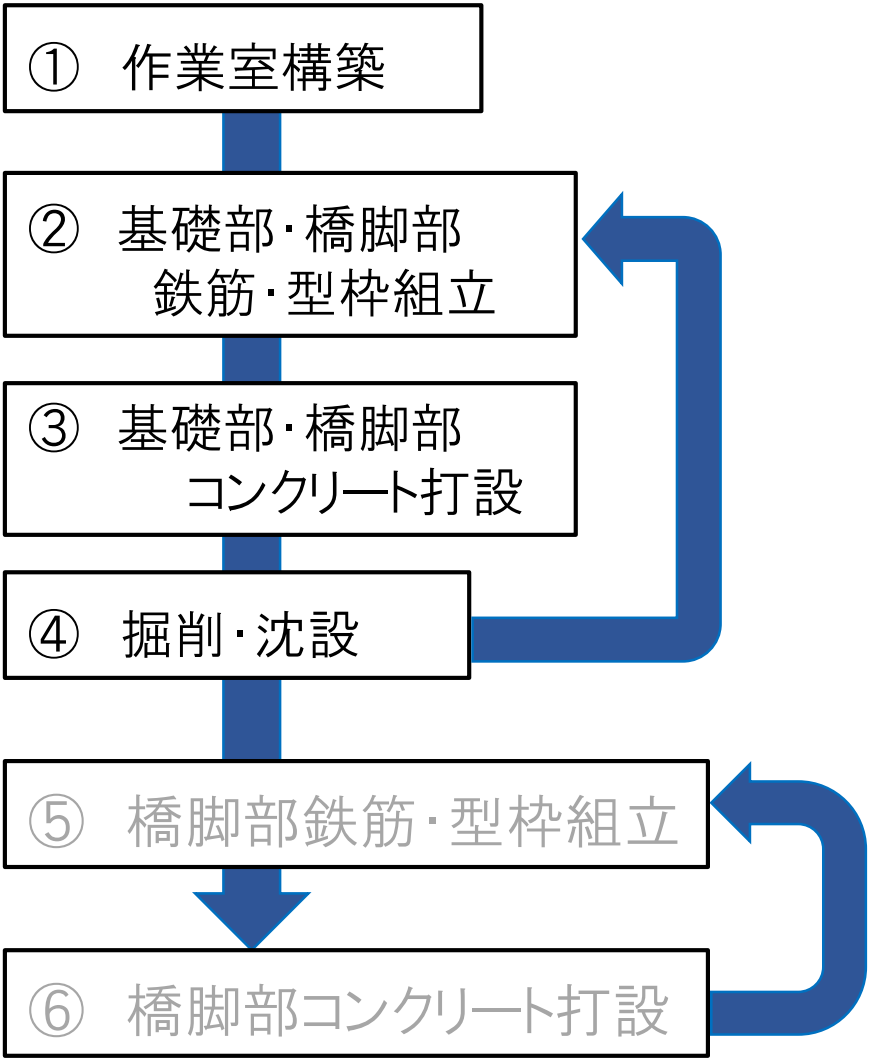 ① 作業室構築
② 基礎部・橋脚部
鉄筋・型枠組立
③ 基礎部・橋脚部
コンクリート打設
④ 掘削・沈設
⑤ 橋脚部鉄筋・型枠組立
⑥ 橋脚部コンクリート打設